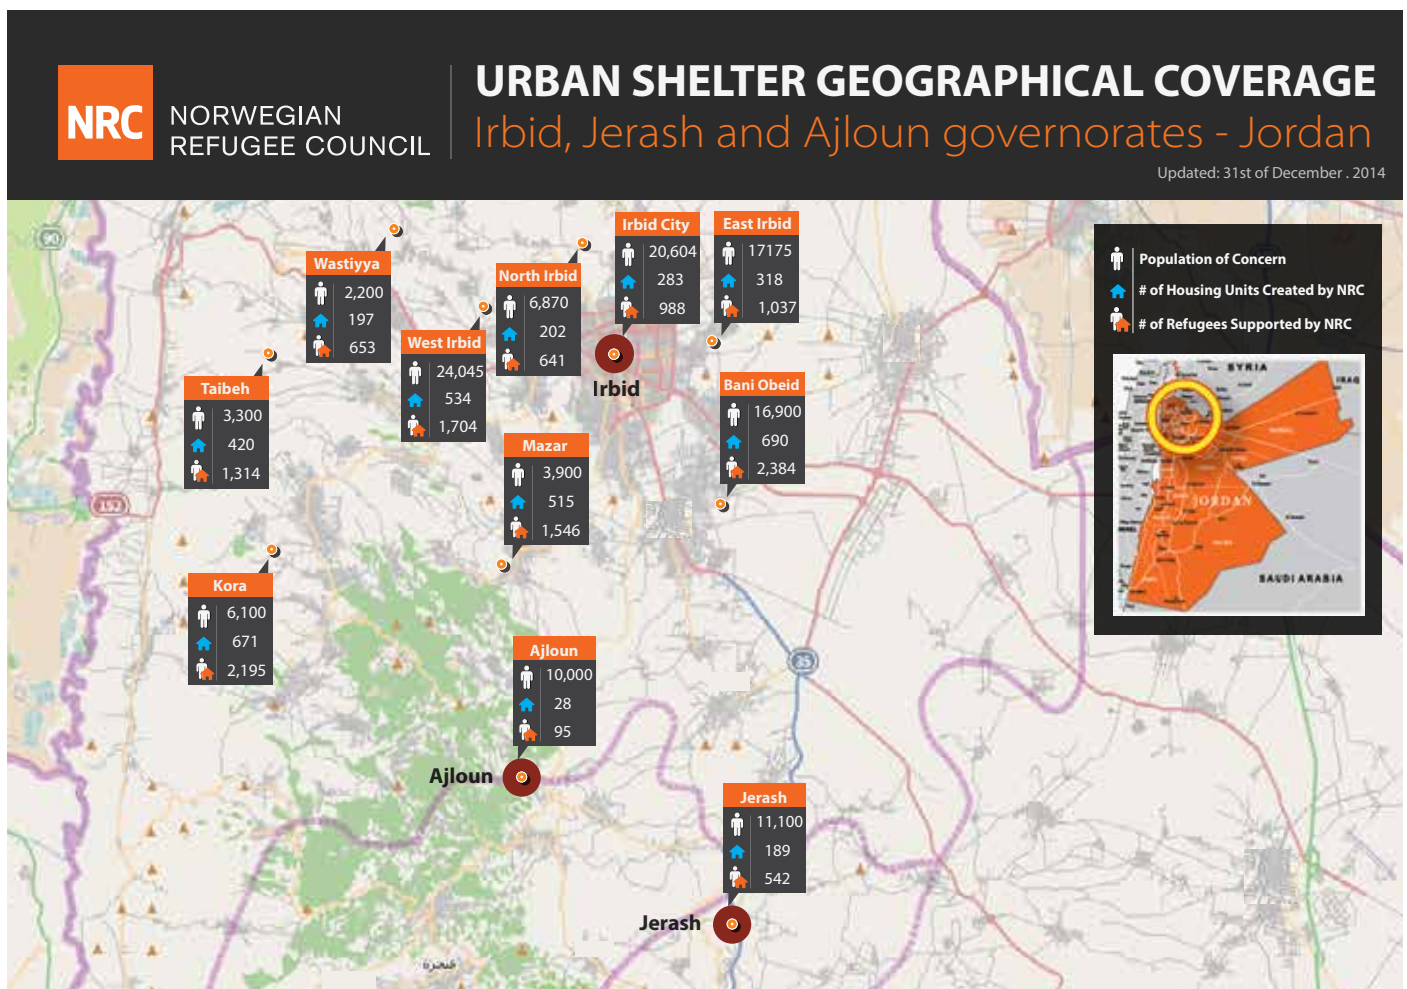 NRC
NORWEGIAN
REFUGEE COUNCIL
URBAN SHELTER GEOGRAPHICAL COVERAGE
Irbid, Jerash and Ajloun governorates - Jordan
Updated: 31st of December . 2014
90
Wastiyya
2,200
197
653
North Irbid
6,870
202
641
Irbid City
20,604
283
988
East Irbid
17175
318
1,037
West Irbid
24,045
534
1,704
Irbid
Taibeh
3,300
420
1,314
Bani Obeid
16,900
690
2,384
Mazar
3,900
515
1,546
Kora
6,100
671
2,195
Ajloun
10,000
28
95
Ajloun
35
Jerash
11,100
189
542
Jerash
Population of Concern
# of Housing Units Created by NRC
# of Refugees Supported by NRC
SYRIA
IRAQ
JORDAN
SAUDI ARABIA